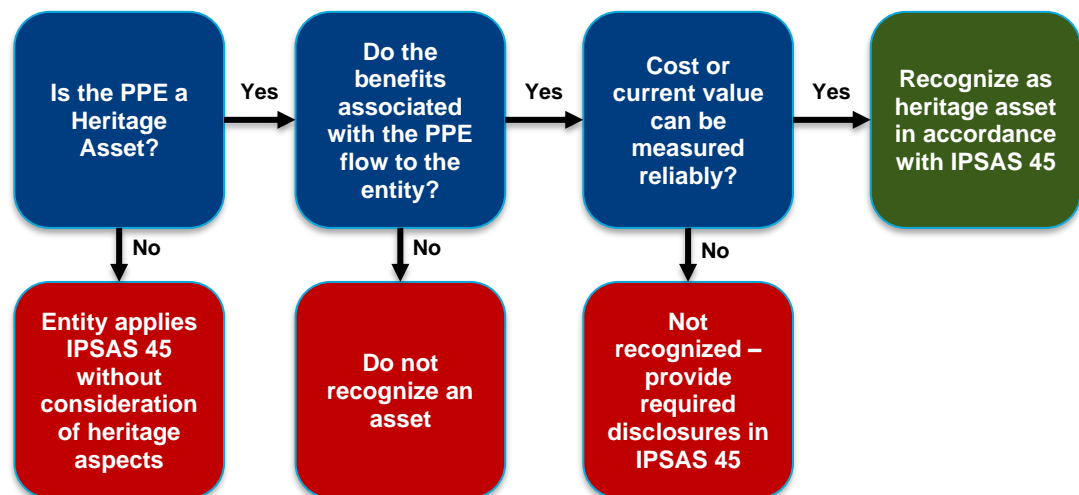 Is the PPE a
Heritage
Asset?
Yes
Do the
benefits
associated
with the PPE
flow to the
entity?
Yes
Cost or
current value
can be
measured
reliably?
Yes
Recognize as
heritage asset
in accordance
with IPSAS 45
No
No
No
Entity applies
IPSAS 45
without
consideration
of heritage
aspects
Do not
recognize an
asset
Not
recognized –
provide
required
disclosures in
IPSAS 45